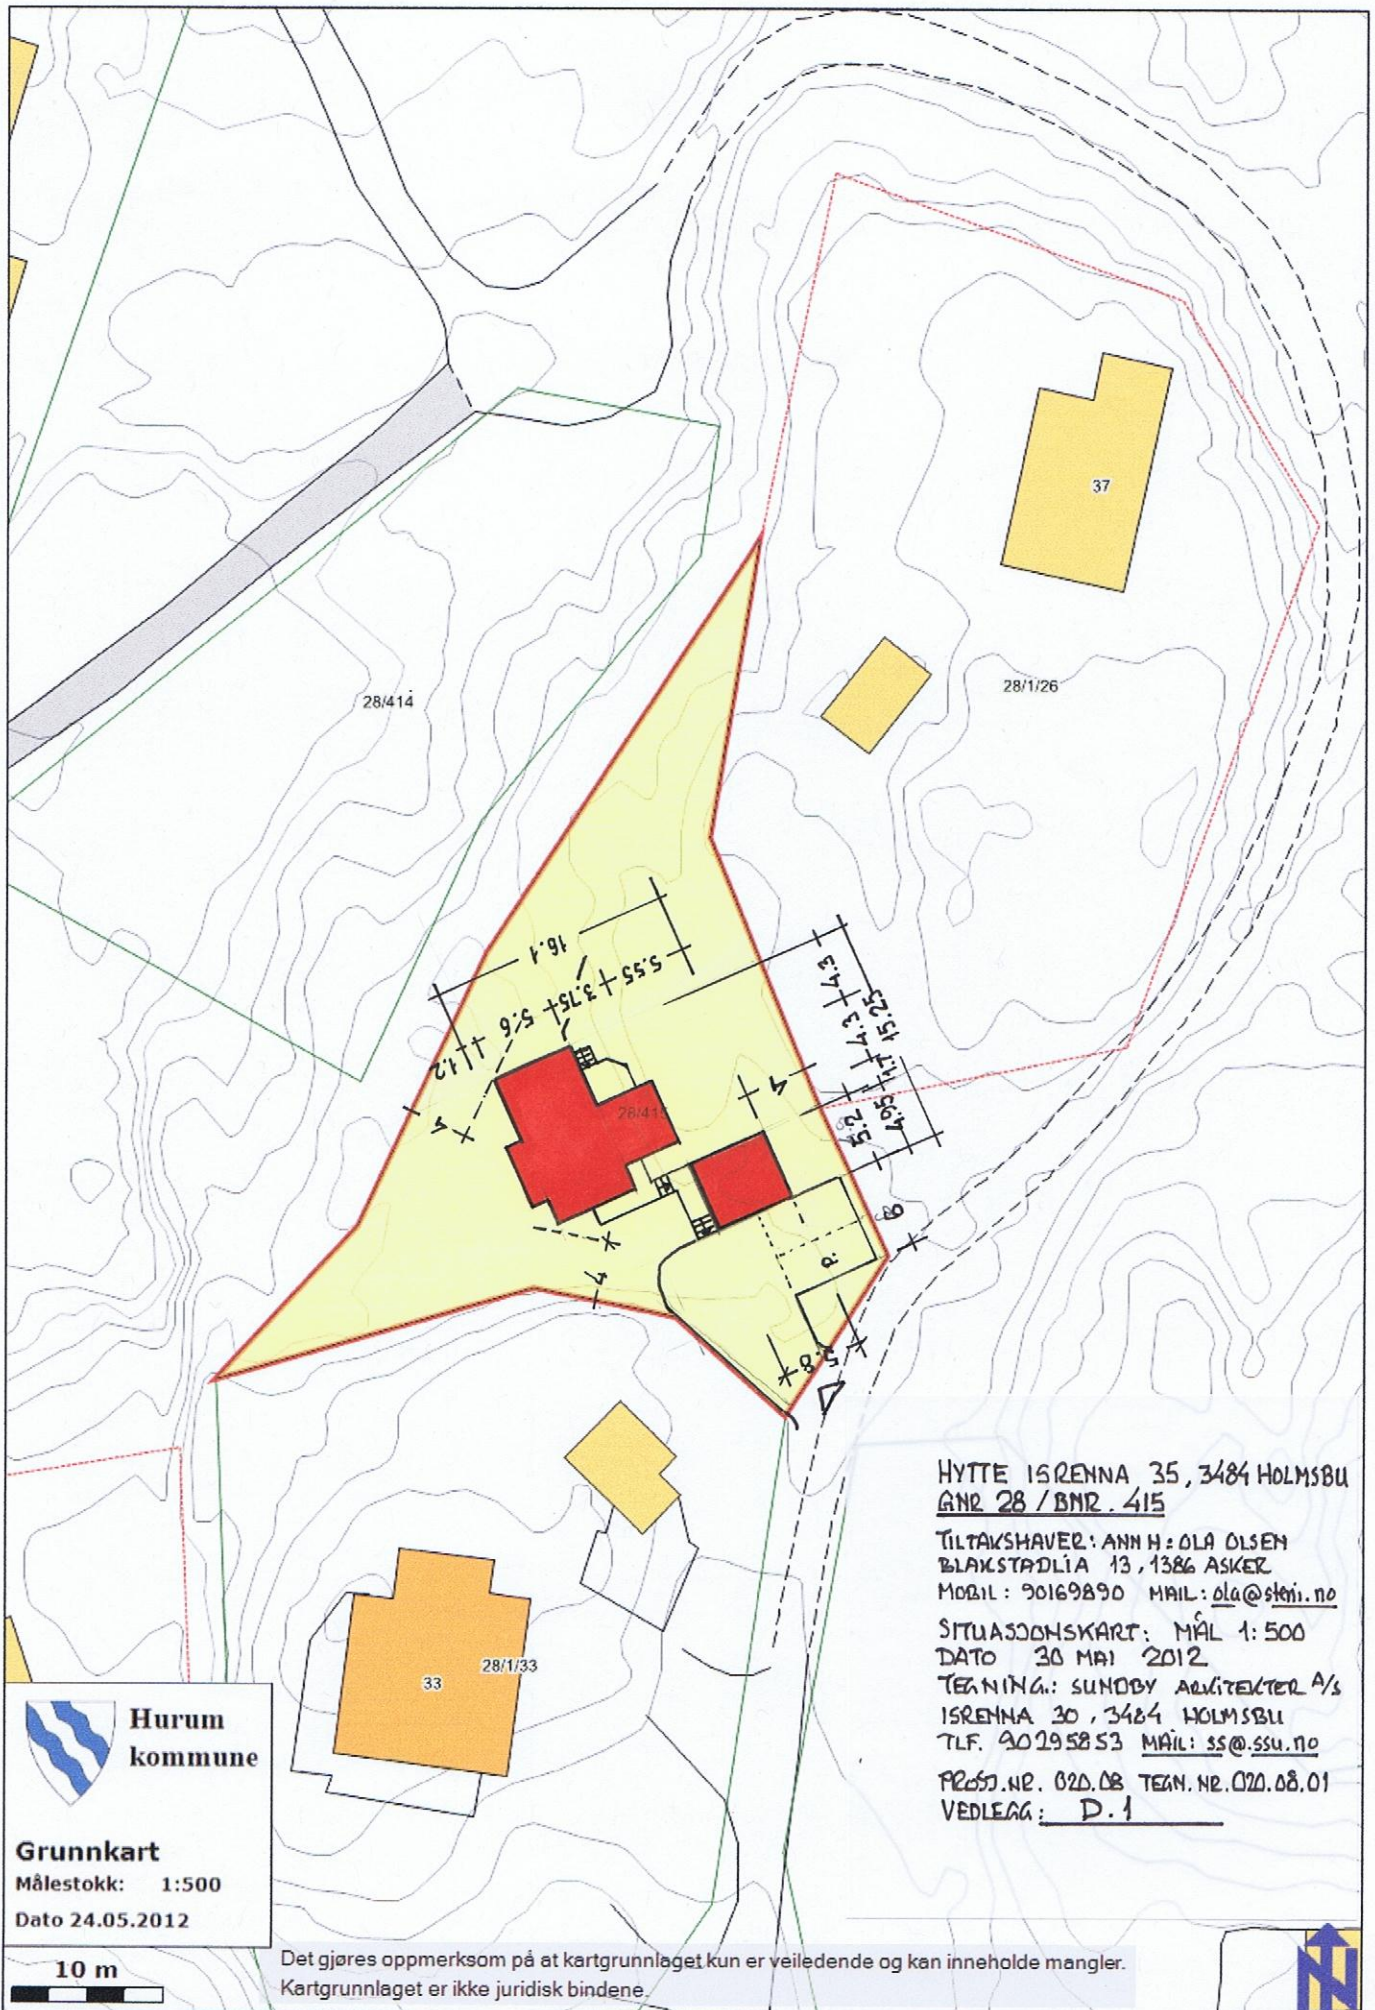 37
28/1/26
28/414
16.1
5.55
3.75
5.6
1.2
4
28/415
4
4.3
4.3
15.25
1.7
4.95
5.2
6
P.
4
5.8
HYTTE ISRENNA 35, 3484 HOLMSBU
GNR 28 / BNR. 415
TILTAKSHAVER: ANN H: OLA OLSEN
BLAKSTADLIA 13, 1386 ASKER
MOBIL: 90169890 MAIL: ola@steni.no
SITUASJONSKART: MÅL 1:500
DATO 30 MAI 2012
TEGNING: SUNDBY ARKITEKTER A/S
ISRENNA 30, 3484 HOLMSBU
TLF. 90295853 MAIL: ss@.ssu.no
PROSJ.NR. 020.08 TEGN. NR. 020.08.01
VEDLEGG: D.1
28/1/33
33
Hurum
kommune
Grunnkart
Målestokk: 1:500
Dato 24.05.2012
10 m
Det gjøres oppmerksom på at kartgrunnlaget kun er veiledende og kan inneholde mangler.
Kartgrunnlaget er ikke juridisk bindene.
N